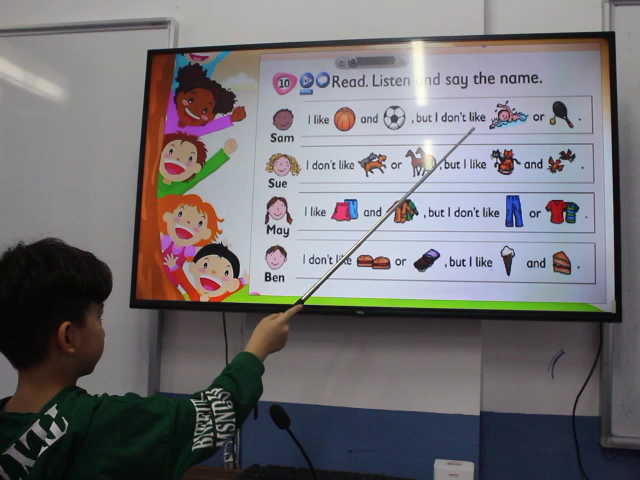 10 Read. Listen and say the name.
I like and , but I don't like or .
Sam
I don't like or , but I like and .
Sue
I like and , but I don't like or .
May
I don't like or , but I like and .
Ben